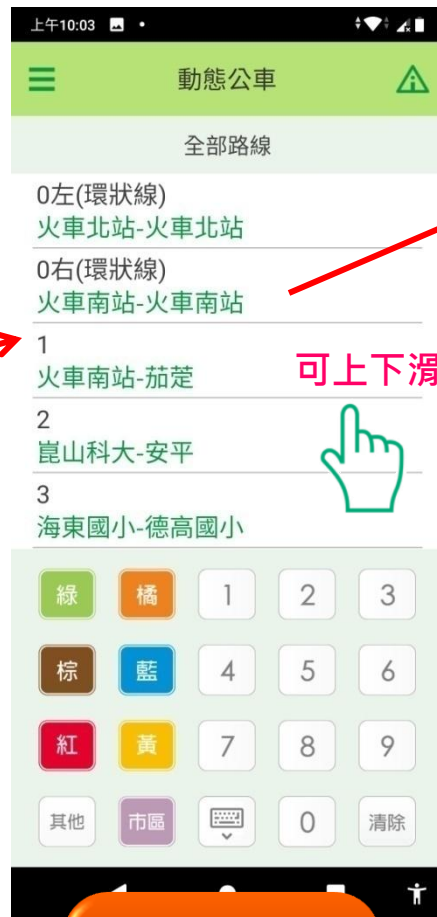 上午10:03
動態公車
全部路線
0左(環狀線)
火車北站-火車北站
0右(環狀線)
火車南站-火車南站
1
火車南站-茄萣
可上下滑
2
崑山科大-安平
3
海東國小-德高國小
綠 橘 1 2 3
棕 藍 4 5 6
紅 黃 7 8 9
其他 市區 0 清除